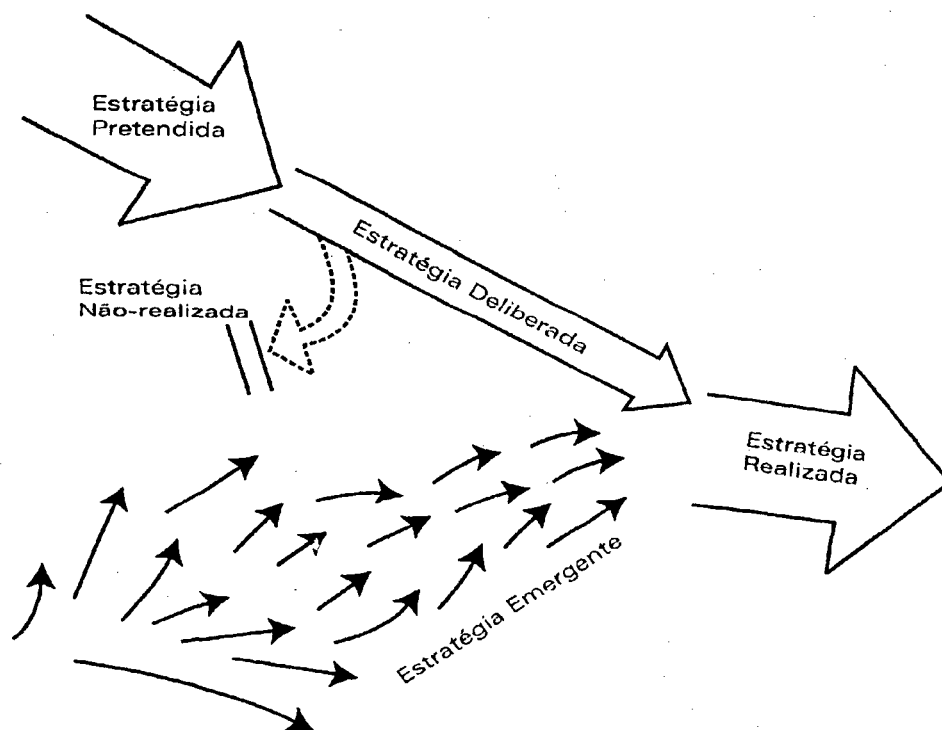 Estratégia
Pretendida
Estratégia Deliberada
Estratégia
Não-realizada
Estratégia
Realizada
Estratégia Emergente